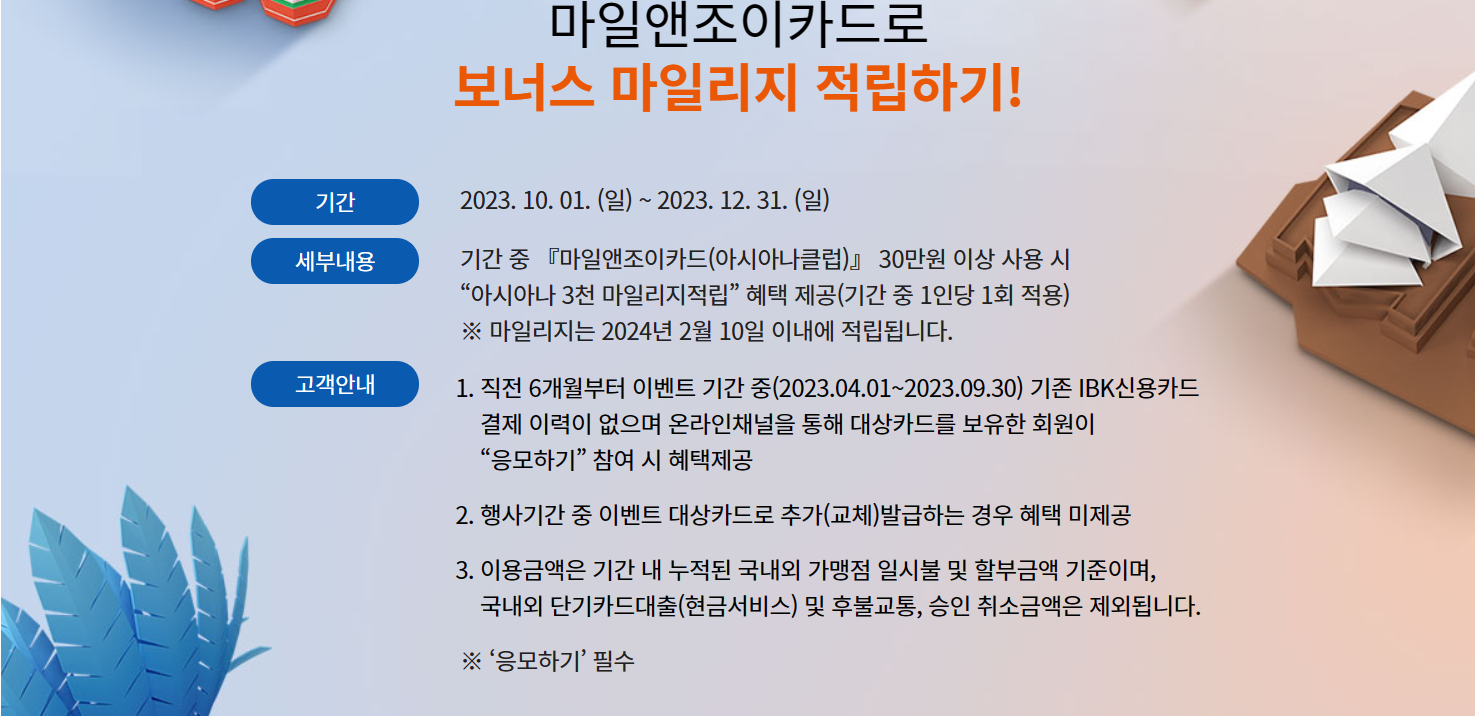 마일앤조이카드로
보너스 마일리지 적립하기!
기간
2023. 10. 01. (일) ~ 2023. 12. 31. (일)
세부내용
기간 중 『마일앤조이카드(아시아나클럽)』 30만원 이상 사용 시
“아시아나 3천 마일리지적립” 혜택 제공(기간 중 1인당 1회 적용)
※ 마일리지는 2024년 2월 10일 이내에 적립됩니다.
고객안내
1. 직전 6개월부터 이벤트 기간 중(2023.04.01~2023.09.30) 기존 IBK신용카드
결제 이력이 없으며 온라인채널을 통해 대상카드를 보유한 회원이
“응모하기” 참여 시 혜택제공
2. 행사기간 중 이벤트 대상카드로 추가(교체)발급하는 경우 혜택 미제공
3. 이용금액은 기간 내 누적된 국내외 가맹점 일시불 및 할부금액 기준이며,
국내외 단기카드대출(현금서비스) 및 후불교통, 승인 취소금액은 제외됩니다.
※ ‘응모하기’ 필수